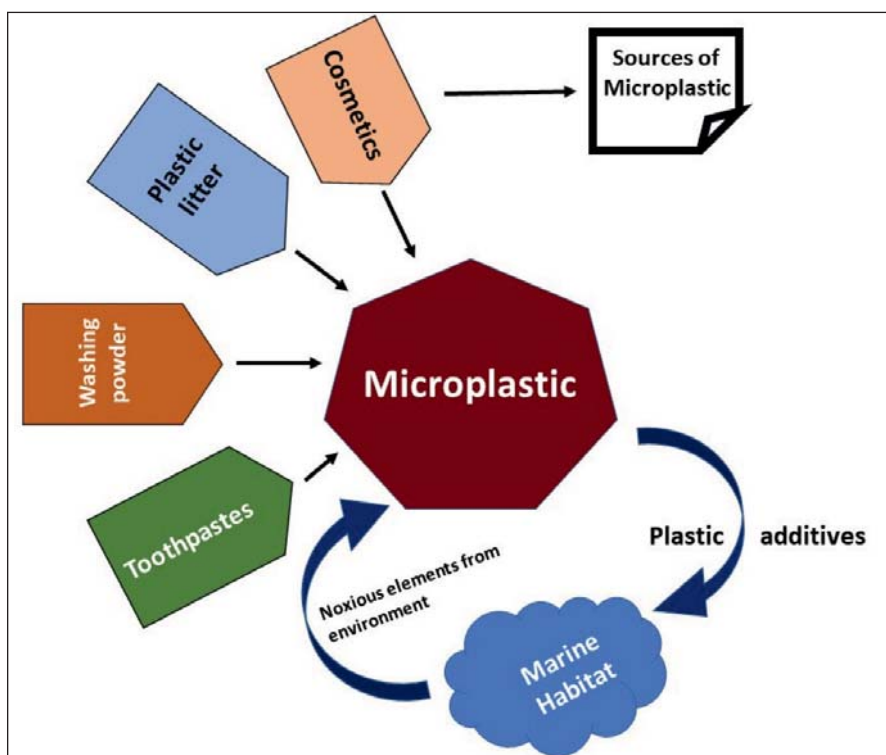 Cosmetics
Sources of
Microplastic
Plastic
litter
Washing
powder
Microplastic
Toothpastes
Plastic additives
Noxious elements from
environment
Marine
Habitat